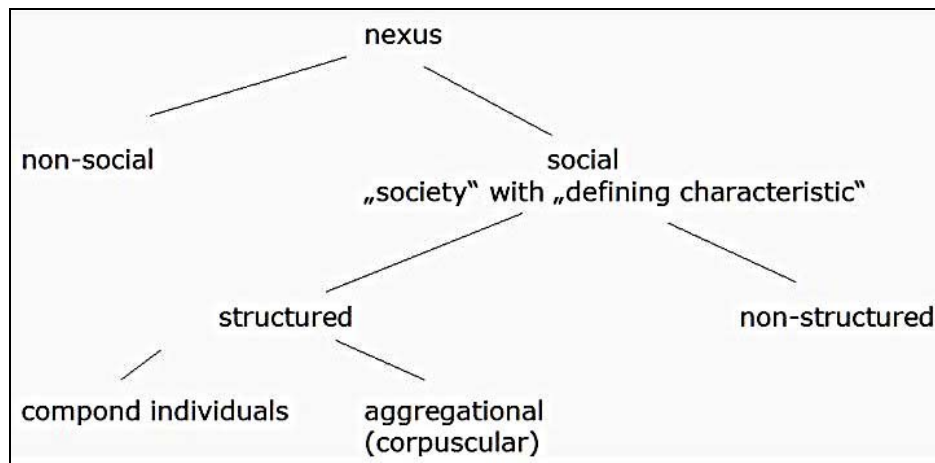 nexus
non-social
social
„society“ with „defining characteristic“
structured
non-structured
compond individuals
aggregational
(corpuscular)